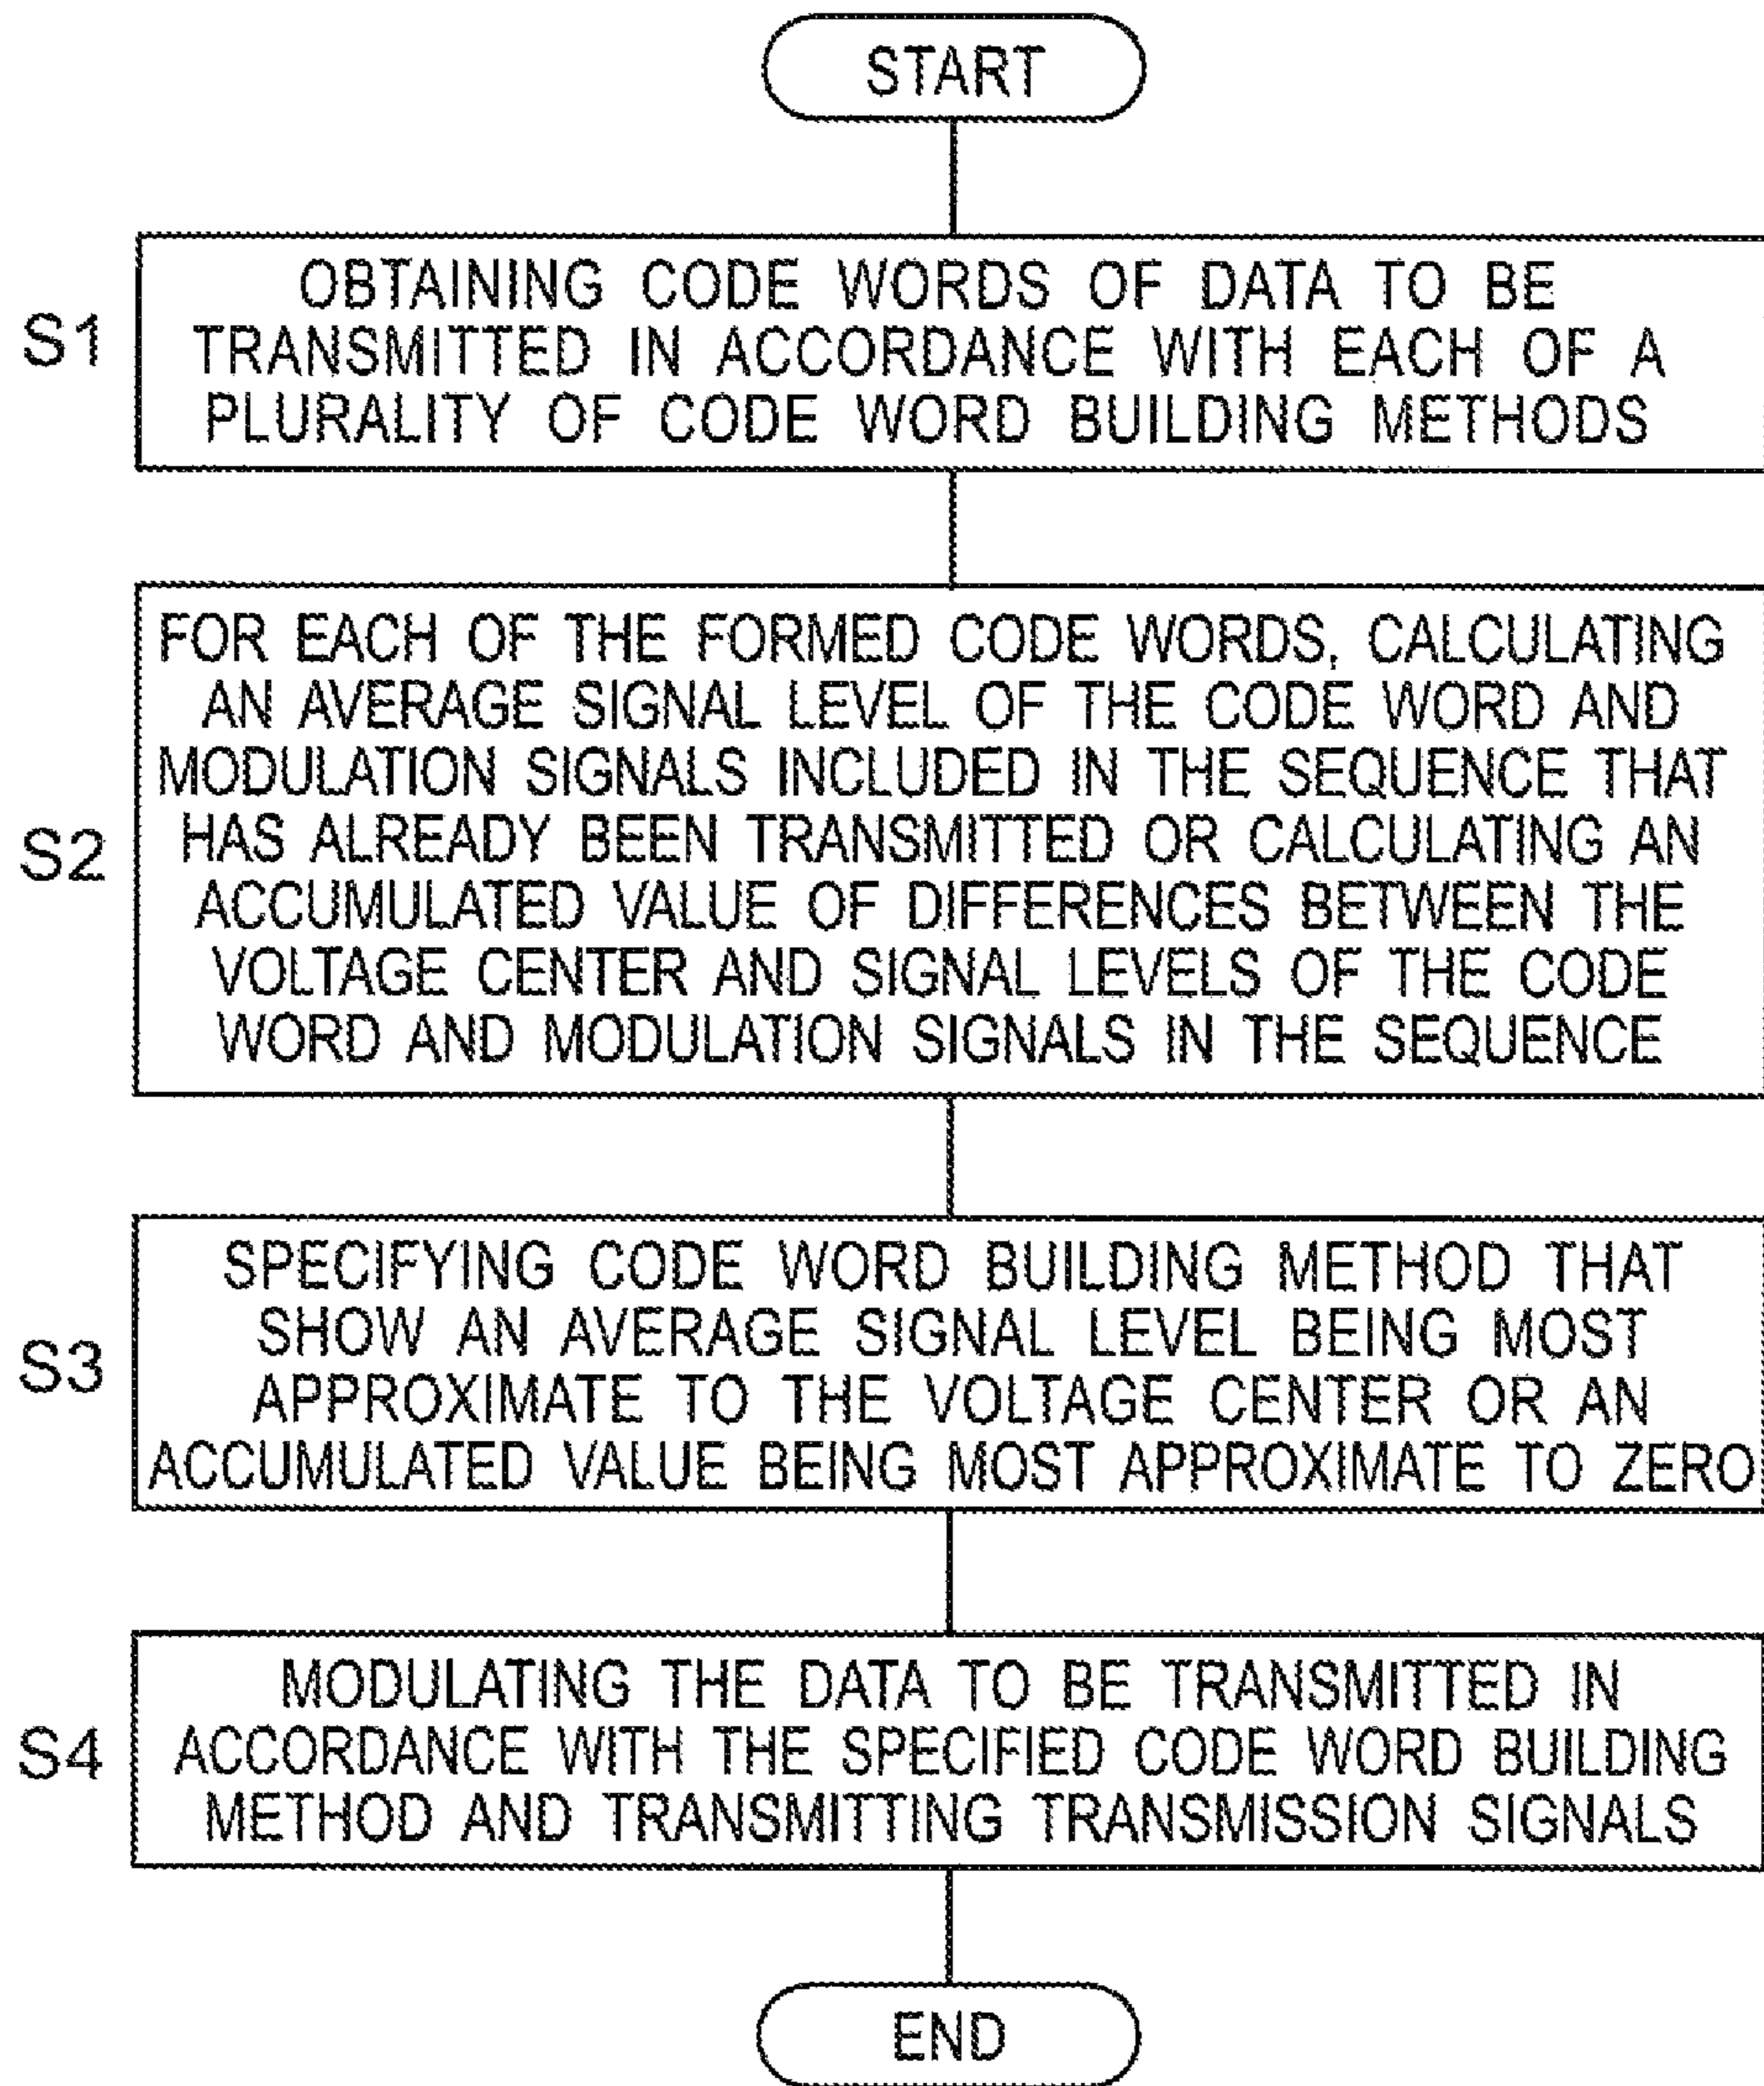 START
S1
OBTAINING CODE WORDS OF DATA TO BE
TRANSMITTED IN ACCORDANCE WITH EACH OF A
PLURALITY OF CODE WORD BUILDING METHODS
S2
FOR EACH OF THE FORMED CODE WORDS, CALCULATING
AN AVERAGE SIGNAL LEVEL OF THE CODE WORD AND
MODULATION SIGNALS INCLUDED IN THE SEQUENCE THAT
HAS ALREADY BEEN TRANSMITTED OR CALCULATING AN
ACCUMULATED VALUE OF DIFFERENCES BETWEEN THE
VOLTAGE CENTER AND SIGNAL LEVELS OF THE CODE
WORD AND MODULATION SIGNALS IN THE SEQUENCE
S3
SPECIFYING CODE WORD BUILDING METHOD THAT
SHOW AN AVERAGE SIGNAL LEVEL BEING MOST
APPROXIMATE TO THE VOLTAGE CENTER OR AN
ACCUMULATED VALUE BEING MOST APPROXIMATE TO ZERO
S4
MODULATING THE DATA TO BE TRANSMITTED IN
ACCORDANCE WITH THE SPECIFIED CODE WORD BUILDING
METHOD AND TRANSMITTING TRANSMISSION SIGNALS
END